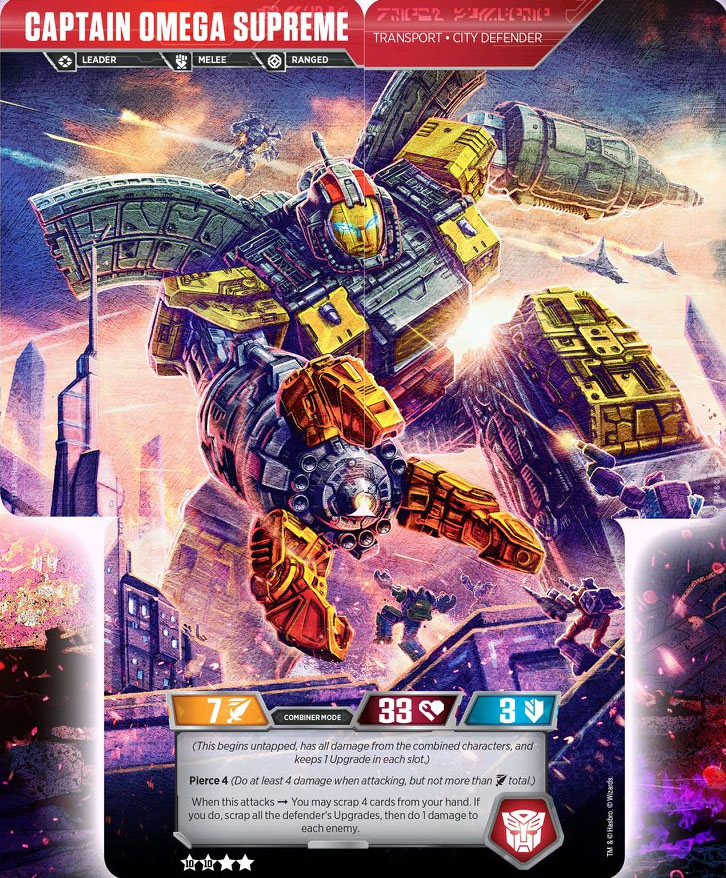 CAPTAIN OMEGA SUPREME
TRANSPORT • CITY DEFENDER
LEADER MELEE RANGED
7 COMBINER MODE 33 3
(This begins untapped, has all damage from the combined characters, and
keeps 1 Upgrade in each slot.)
Pierce 4 (Do at least 4 damage when attacking, but not more than total.)
When this attacks → You may scrap 4 cards from your hand. If
you do, scrap all the defender's Upgrades, then do 1 damage to
each enemy.
10 10
TM & © Hasbro. © Wizards.